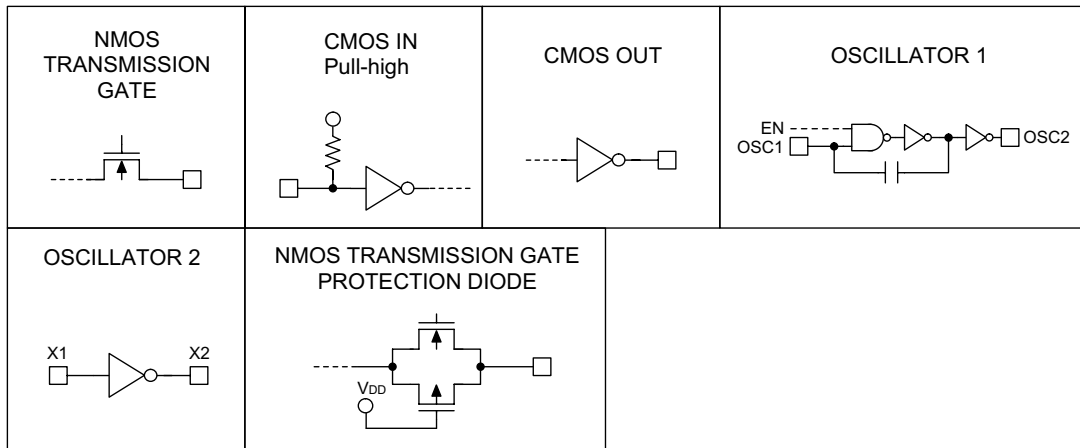 NMOS
TRANSMISSION
GATE
CMOS IN
Pull-high
CMOS OUT
OSCILLATOR 1
EN
OSC1
OSC2
OSCILLATOR 2
X1
X2
NMOS TRANSMISSION GATE
PROTECTION DIODE
VDD